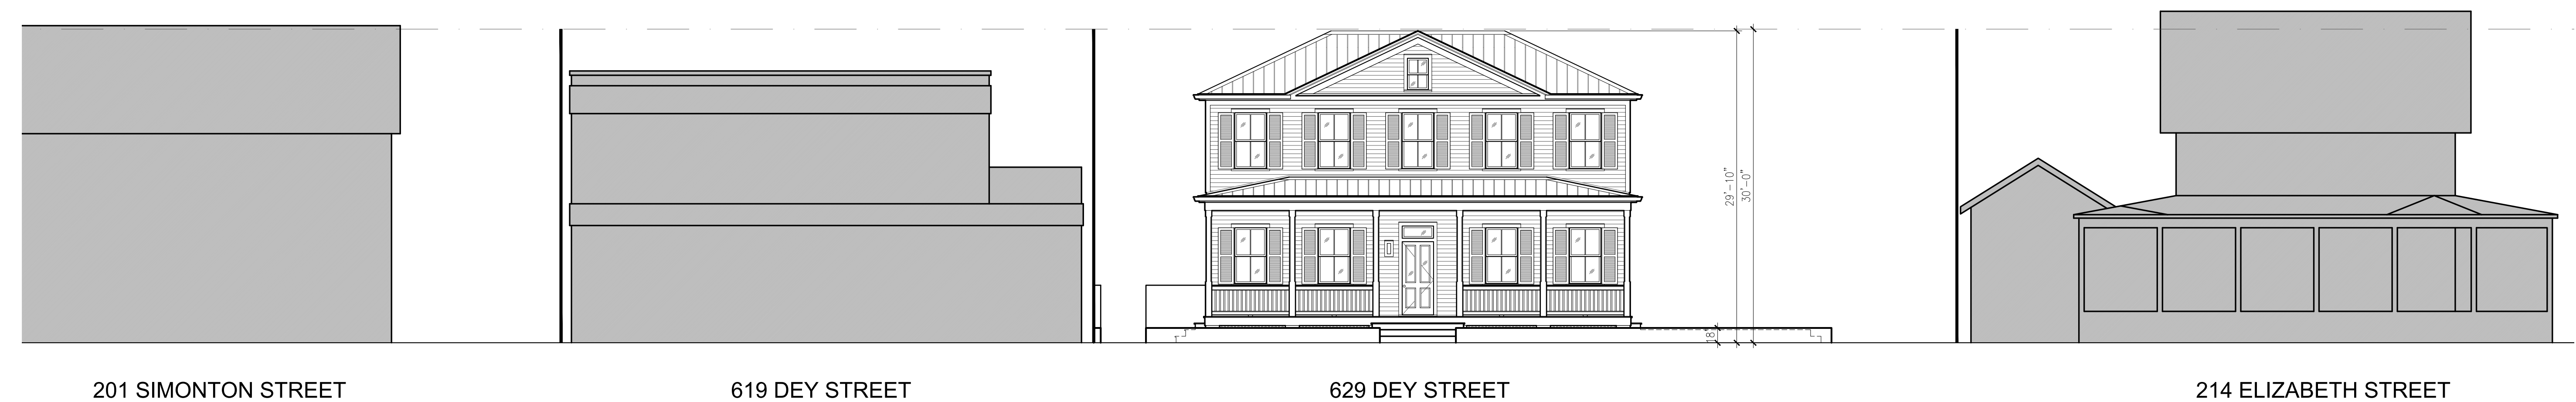 29'-10"
30'-0"
18"
201 SIMONTON STREET
619 DEY STREET
629 DEY STREET
214 ELIZABETH STREET